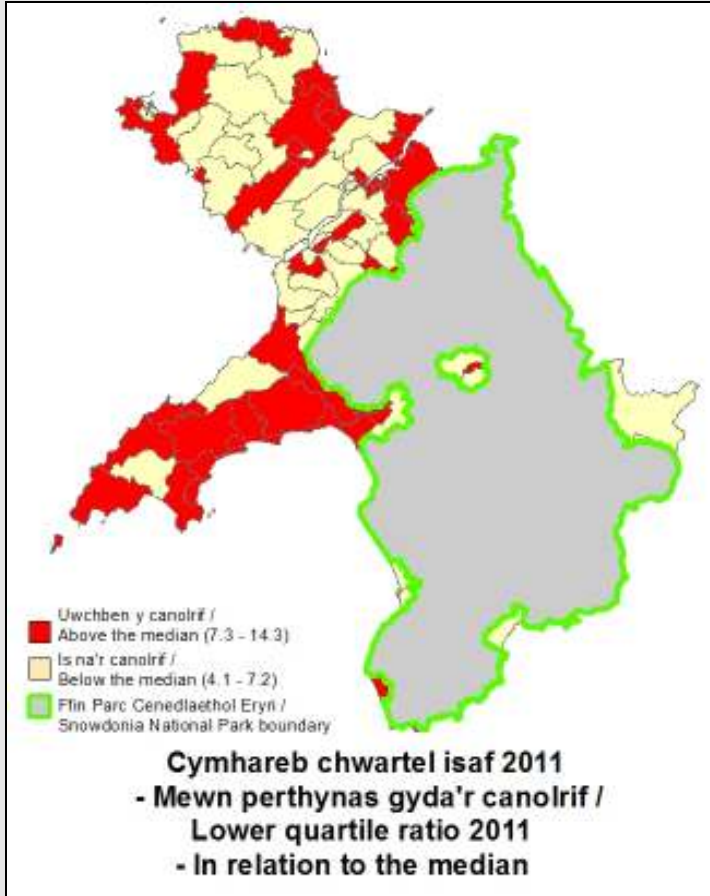 Uwchben y canolrif /
Above the median (7.3 - 14.3)
Is na'r canolrif /
Below the median (4.1 - 7.2)
Ffin Parc Cenedlaethol Eryri /
Snowdonia National Park boundary
Cymhareb chwartel isaf 2011
- Mewn perthynas gyda'r canolrif /
Lower quartile ratio 2011
- In relation to the median